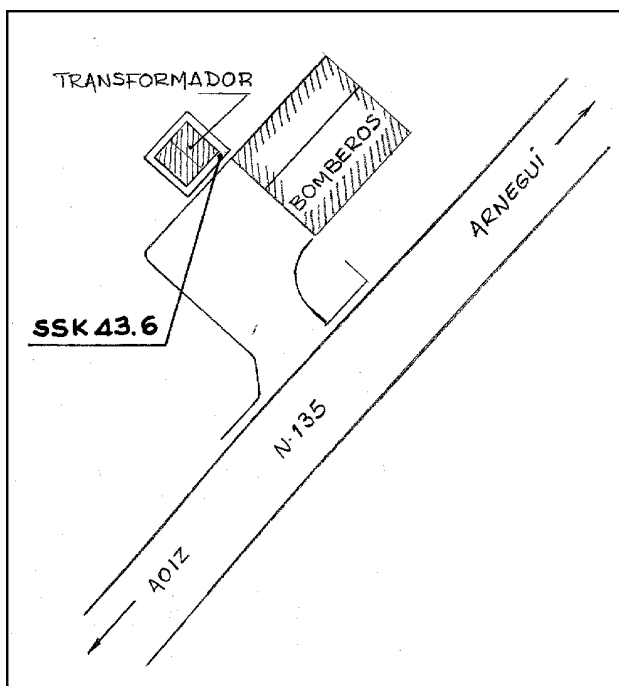 TRANSFORMADOR
BOMBEROS
ARNEGUI
SSK 43.6
N-135
AOIZ